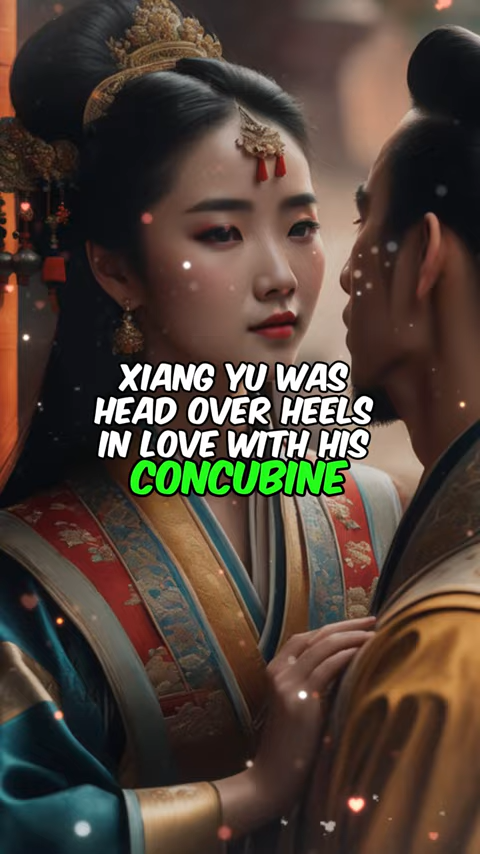 XIANG YU WAS
HEAD OVER HEELS
IN LOVE WITH HIS
CONCUBINE